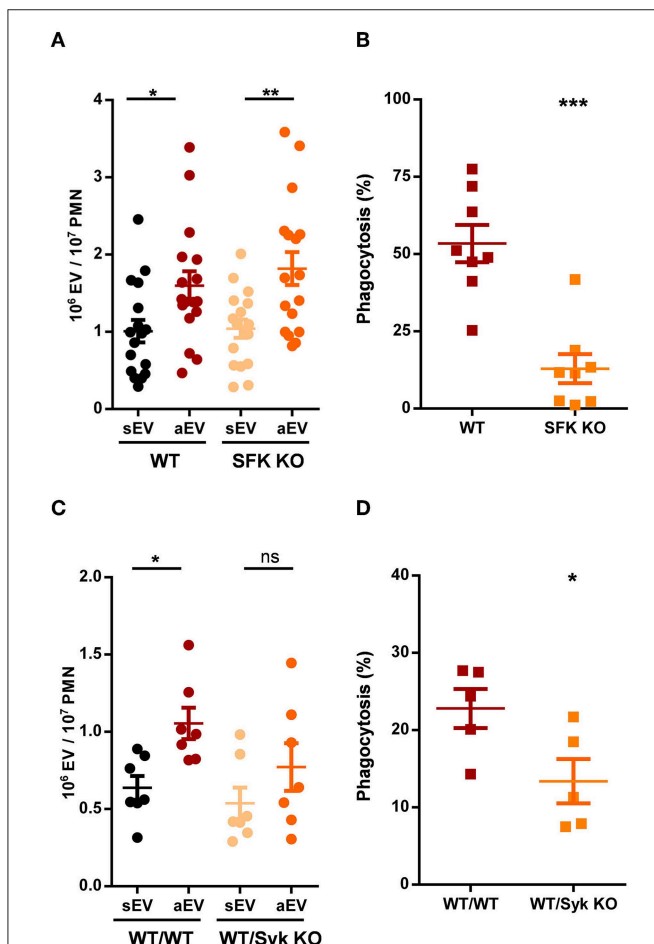 A
* **
4
3
2
1
0
10⁶ EV / 10⁷ PMN
sEV aEV sEV aEV
WT SFK KO
B
***
100
75
50
25
0
Phagocytosis (%)
WT SFK KO
C
* ns
2.0
1.5
1.0
0.5
0.0
10⁶ EV / 10⁷ PMN
sEV aEV sEV aEV
WT/WT WT/Syk KO
D
*
40
30
20
10
0
Phagocytosis (%)
WT/WT WT/Syk KO